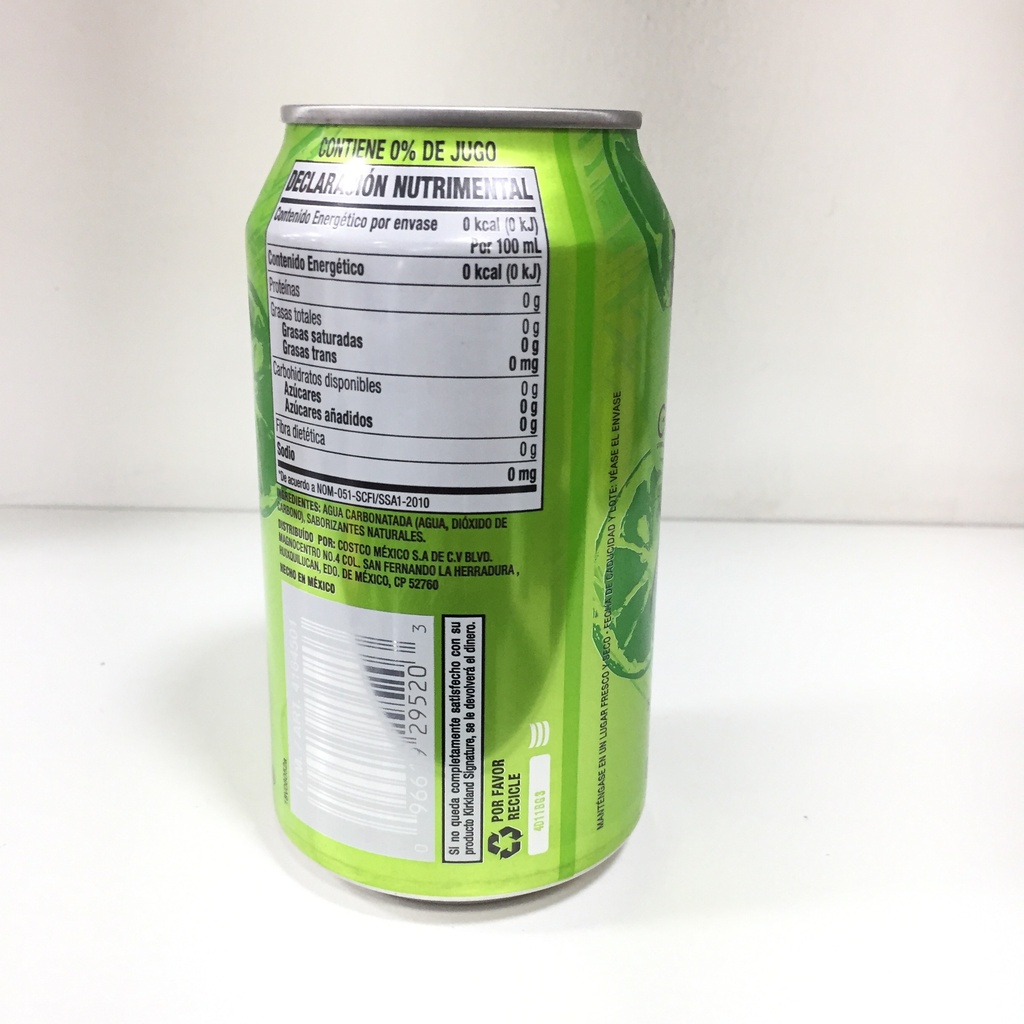 CONTIENE 0% DE JUGO
DECLARACIÓN NUTRIMENTAL
Contenido Energético por envase 0 kcal (0 kJ)
Por 100 mL
Contenido Energético 0 kcal (0 kJ)
Proteínas 0 g
Grasas totales 0 g
Grasas saturadas 0 g
Grasas trans 0 mg
Carbohidratos disponibles 0 g
Azúcares 0 g
Azúcares añadidos 0 g
Fibra dietética 0 g
Sodio 0 mg
*De acuerdo a NOM-051-SCFI/SSA1-2010
INGREDIENTES: AGUA CARBONATADA (AGUA, DIÓXIDO DE
CARBONO), SABORIZANTES NATURALES.
DISTRIBUÍDO POR: COSTCO MÉXICO S.A DE C.V BLVD.
MAGNOCENTRO NO.4 COL. SAN FERNANDO LA HERRADURA,
HUIXQUILUCAN, EDO. DE MÉXICO, CP 52760
HECHO EN MÉXICO
0 966 29520 3
Si no queda completamente satisfecho con su
producto Kirkland Signature, se le devolverá el dinero.
POR FAVOR
RECICLE
MANTÉNGASE EN UN LUGAR FRESCO Y SECO · FECHA DE CADUCIDAD Y LOTE: VÉASE EL ENVASE